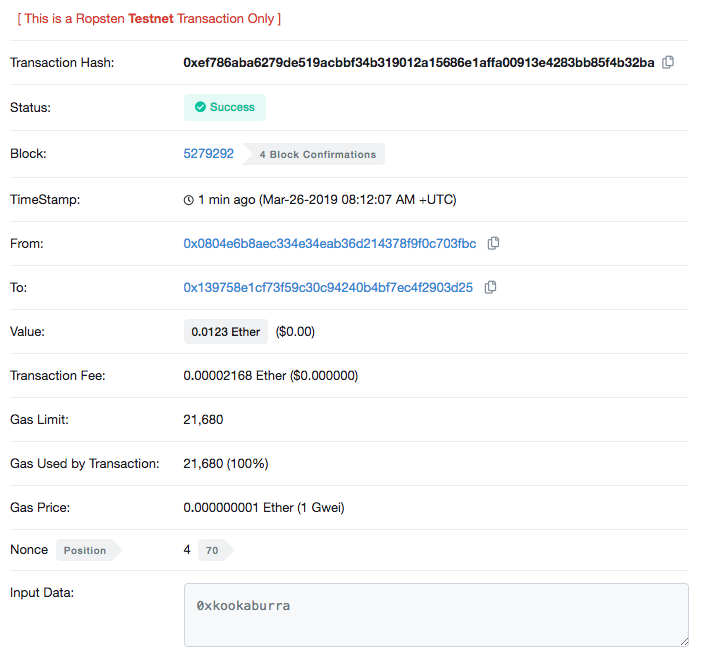 [ This is a Ropsten Testnet Transaction Only ]
Transaction Hash: 0xef786aba6279de519acbbf34b319012a15686e1affa00913e4283bb85f4b32ba
Status: Success
Block: 5279292 4 Block Confirmations
TimeStamp: 1 min ago (Mar-26-2019 08:12:07 AM +UTC)
From: 0x0804e6b8aec334e34eab36d214378f9f0c703fbc
To: 0x139758e1cf73f59c30c94240b4bf7ec4f2903d25
Value: 0.0123 Ether ($0.00)
Transaction Fee: 0.00002168 Ether ($0.000000)
Gas Limit: 21,680
Gas Used by Transaction: 21,680 (100%)
Gas Price: 0.000000001 Ether (1 Gwei)
Nonce Position 4 70
Input Data: 0xkookaburra